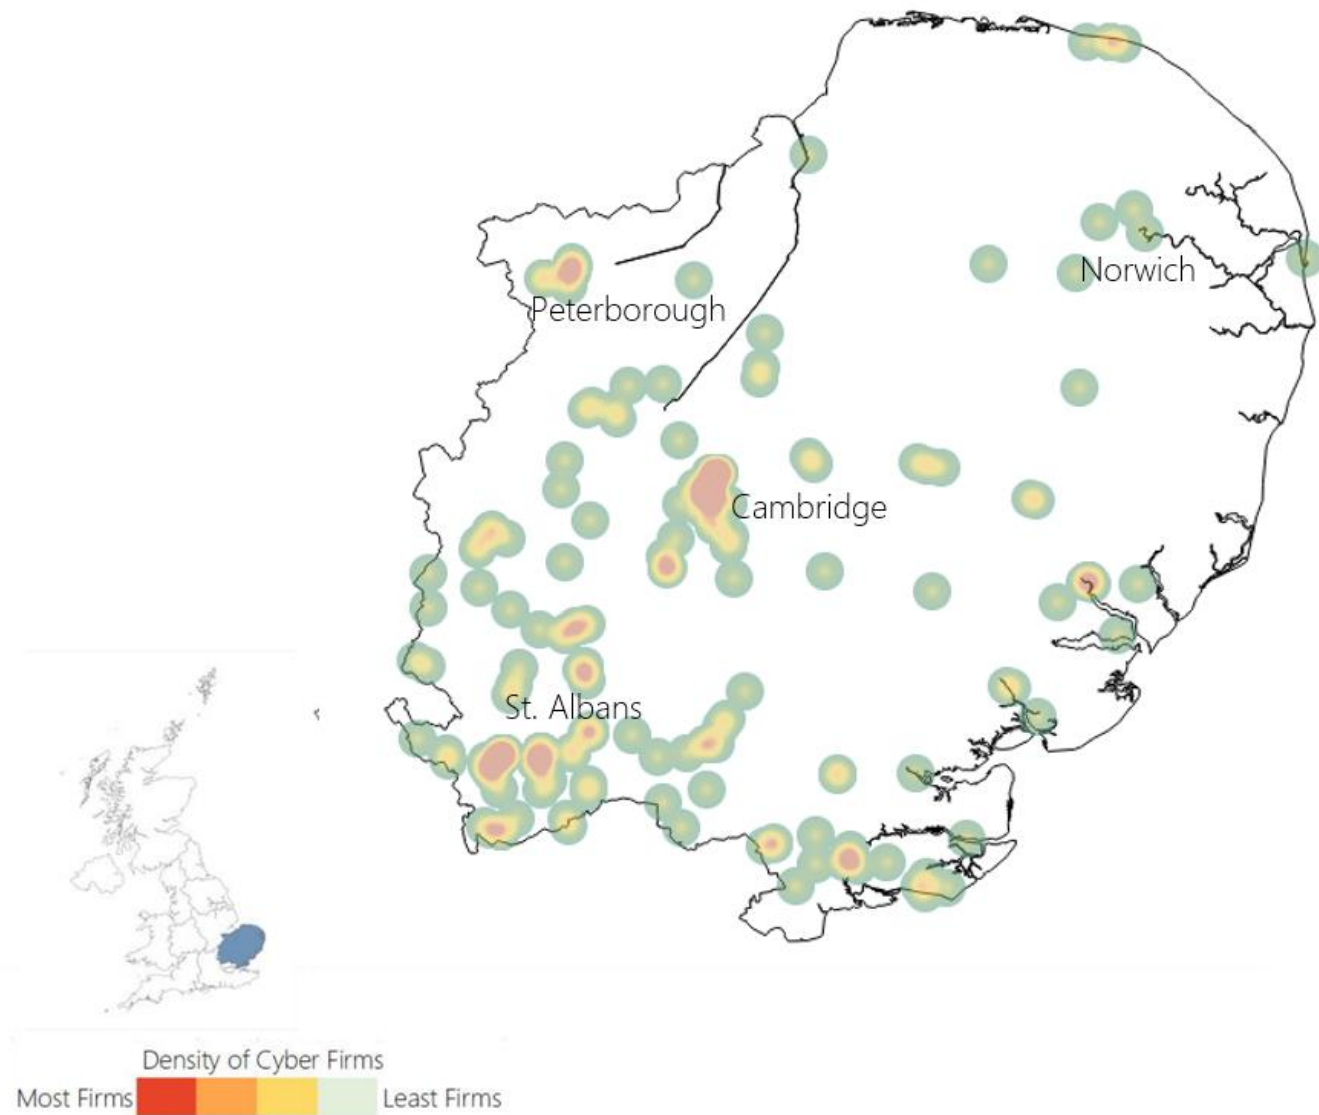 Norwich
Peterborough
Cambridge
St. Albans
Density of Cyber Firms
Most Firms
Least Firms